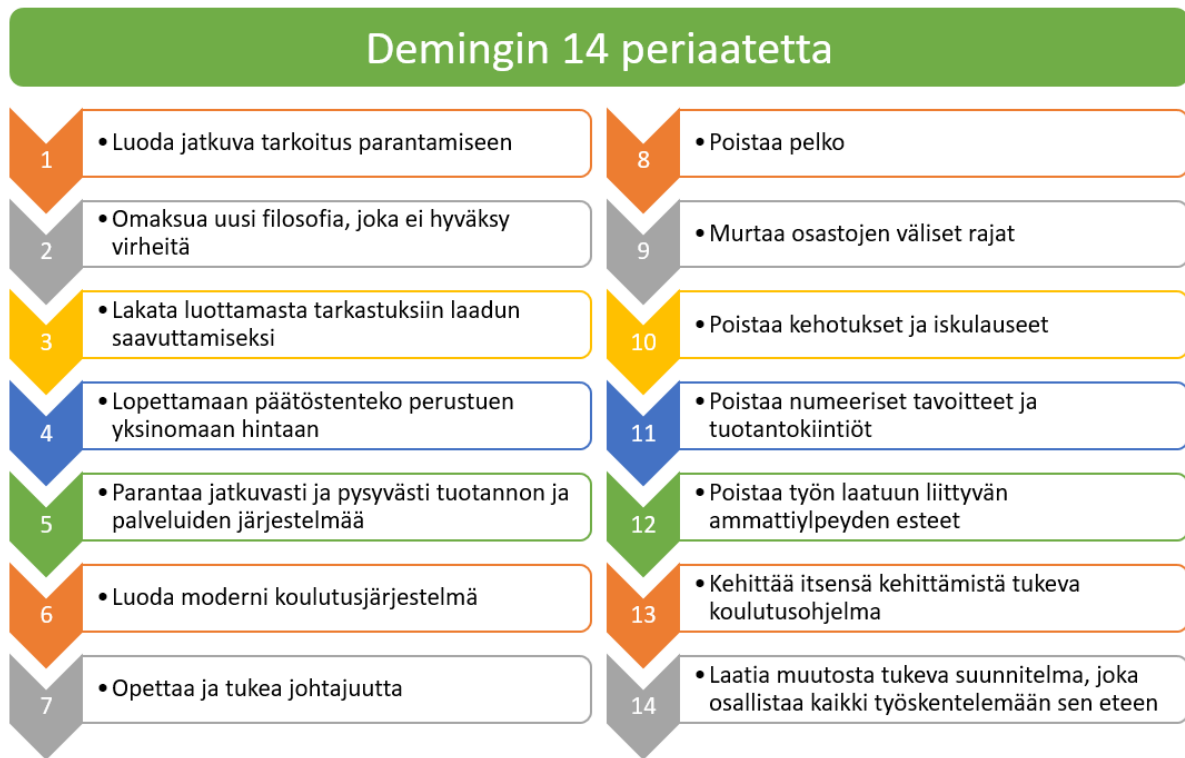 Demingin 14 periaatetta
1
• Luoda jatkuva tarkoitus parantamiseen
2
• Omaksua uusi filosofia, joka ei hyväksy
virheitä
3
• Lakata luottamasta tarkastuksiin laadun
saavuttamiseksi
4
• Lopettamaan päätöstenteko perustuen
yksinomaan hintaan
5
• Parantaa jatkuvasti ja pysyvästi tuotannon ja
palveluiden järjestelmää
6
• Luoda moderni koulutusjärjestelmä
7
• Opettaa ja tukea johtajuutta
8
• Poistaa pelko
9
• Murtaa osastojen väliset rajat
10
• Poistaa kehotukset ja iskulauseet
11
• Poistaa numeeriset tavoitteet ja
tuotantokiintiöt
12
• Poistaa työn laatuun liittyvän
ammattiylpeyden esteet
13
• Kehittää itsensä kehittämistä tukeva
koulutusohjelma
14
• Laatia muutosta tukeva suunnitelma, joka
osallistaa kaikki työskentelemään sen eteen